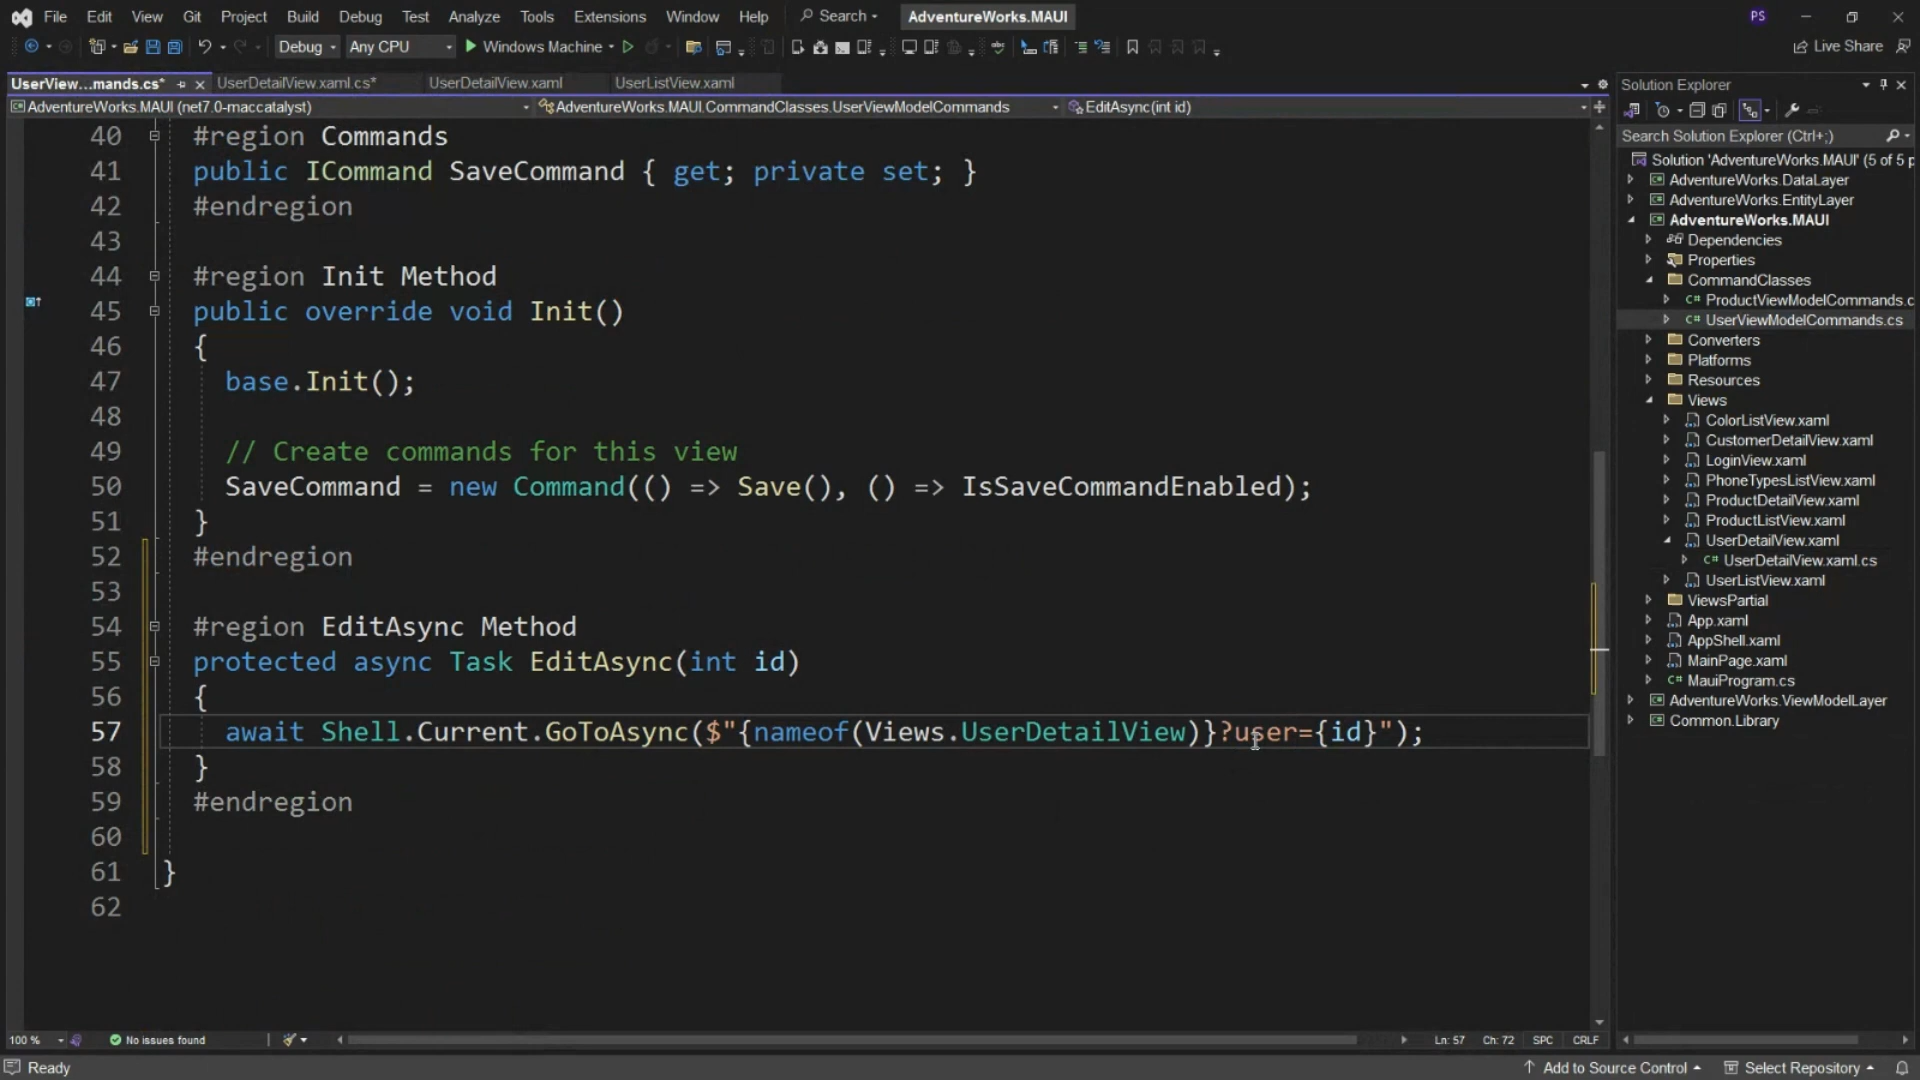 File Edit View Git Project Build Debug Test Analyze Tools Extensions Window Help Search AdventureWorks.MAUI PS
Debug Any CPU Windows Machine Live Share
UserView...mands.cs* UserDetailView.xaml.cs* UserDetailView.xaml UserListView.xaml
AdventureWorks.MAUI (net7.0-maccatalyst) AdventureWorks.MAUI.CommandClasses.UserViewModelCommands EditAsync(int id)
40 #region Commands
41 public ICommand SaveCommand { get; private set; }
42 #endregion
43
44 #region Init Method
45 public override void Init()
46 {
47 base.Init();
48
49 // Create commands for this view
50 SaveCommand = new Command(() => Save(), () => IsSaveCommandEnabled);
51 }
52 #endregion
53
54 #region EditAsync Method
55 protected async Task EditAsync(int id)
56 {
57 await Shell.Current.GoToAsync($"{nameof(Views.UserDetailView)}?user={id}");
58 }
59 #endregion
60
61 }
62
100 % No issues found Ln: 57 Ch: 72 SPC CRLF
Solution Explorer
Search Solution Explorer (Ctrl+;)
Solution 'AdventureWorks.MAUI' (5 of 5 p
AdventureWorks.DataLayer
AdventureWorks.EntityLayer
AdventureWorks.MAUI
Dependencies
Properties
CommandClasses
C# ProductViewModelCommands.c
C# UserViewModelCommands.cs
Converters
Platforms
Resources
Views
ColorListView.xaml
CustomerDetailView.xaml
LoginView.xaml
PhoneTypesListView.xaml
ProductDetailView.xaml
ProductListView.xaml
UserDetailView.xaml
C# UserDetailView.xaml.cs
UserListView.xaml
ViewsPartial
App.xaml
AppShell.xaml
MainPage.xaml
C# MauiProgram.cs
AdventureWorks.ViewModelLayer
Common.Library
Ready Add to Source Control Select Repository